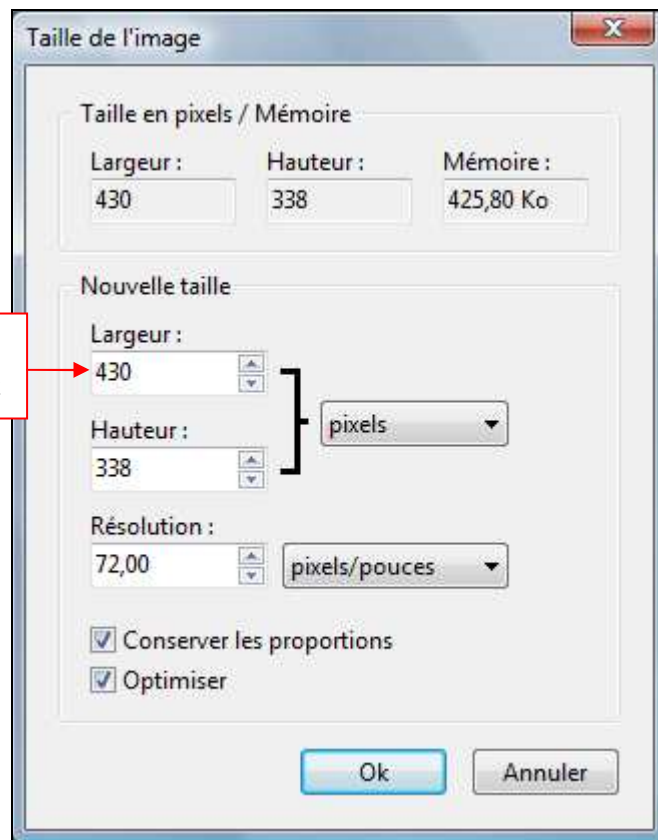 Taille de l'image
Taille en pixels / Mémoire
Largeur : Hauteur : Mémoire :
430 338 425,80 Ko
Nouvelle taille
Largeur :
430
pixels
Hauteur :
338
Résolution :
72,00 pixels/pouces
Conserver les proportions
Optimiser
Ok Annuler